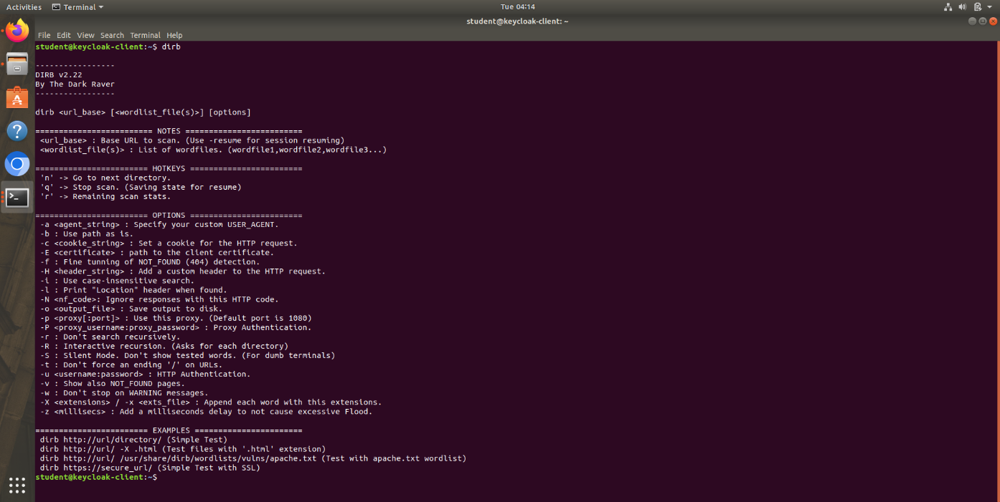 Activities Terminal Tue 04:14
student@keycloak-client: ~
File Edit View Search Terminal Help
student@keycloak-client:~$ dirb
-----------------
DIRB v2.22
By The Dark Raver
-----------------
dirb <url_base> [<wordlist_file(s)>] [options]
========================= NOTES =========================
<url_base> : Base URL to scan. (Use -resume for session resuming)
<wordlist_file(s)> : List of wordfiles. (wordfile1,wordfile2,wordfile3...)
======================== HOTKEYS ========================
'n' -> Go to next directory.
'q' -> Stop scan. (Saving state for resume)
'r' -> Remaining scan stats.
======================== OPTIONS ========================
-a <agent_string> : Specify your custom USER_AGENT.
-b : Use path as is.
-c <cookie_string> : Set a cookie for the HTTP request.
-E <certificate> : path to the client certificate.
-f : Fine tunning of NOT_FOUND (404) detection.
-H <header_string> : Add a custom header to the HTTP request.
-i : Use case-insensitive search.
-l : Print "Location" header when found.
-N <nf_code>: Ignore responses with this HTTP code.
-o <output_file> : Save output to disk.
-p <proxy[:port]> : Use this proxy. (Default port is 1080)
-P <proxy_username:proxy_password> : Proxy Authentication.
-r : Don't search recursively.
-R : Interactive recursion. (Asks for each directory)
-S : Silent Mode. Don't show tested words. (For dumb terminals)
-t : Don't force an ending '/' on URLs.
-u <username:password> : HTTP Authentication.
-v : Show also NOT_FOUND pages.
-w : Don't stop on WARNING messages.
-X <extensions> / -x <exts_file> : Append each word with this extensions.
-z <millisecs> : Add a milliseconds delay to not cause excessive Flood.
======================== EXAMPLES =======================
dirb http://url/directory/ (Simple Test)
dirb http://url/ -X .html (Test files with '.html' extension)
dirb http://url/ /usr/share/dirb/wordlists/vulns/apache.txt (Test with apache.txt wordlist)
dirb https://secure_url/ (Simple Test with SSL)
student@keycloak-client:~$